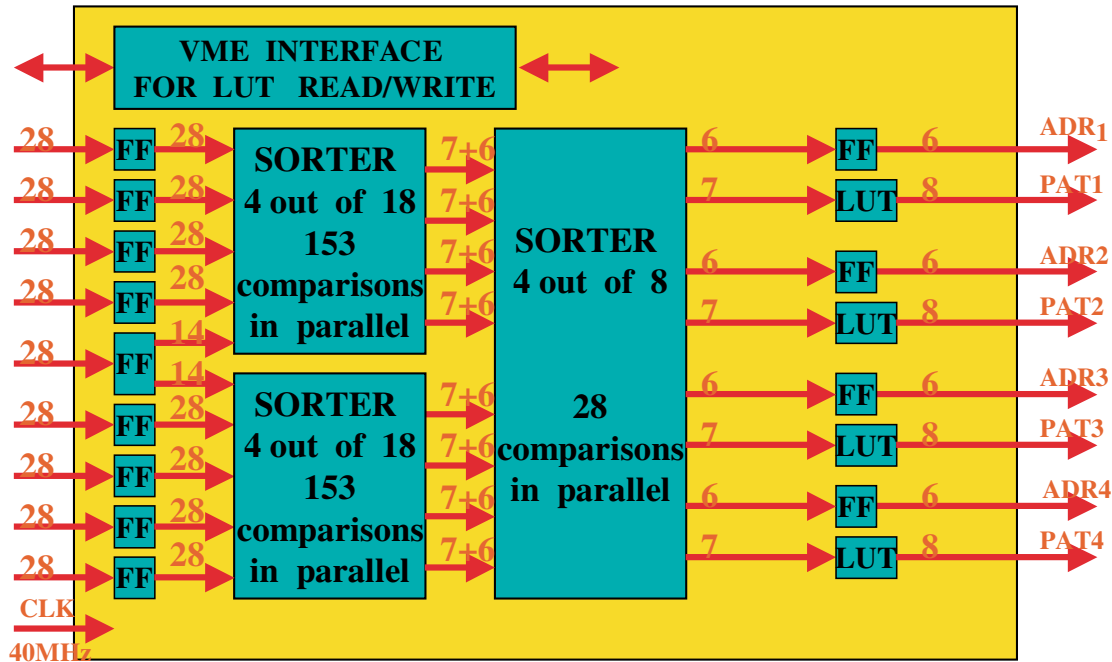 VME INTERFACE
FOR LUT READ/WRITE
28 FF 28
28 FF 28
28 FF 28
28 FF 28
28 FF 14
14
28 FF 28
28 FF 28
28 FF 28
28 FF 28
CLK
40MHz
SORTER
4 out of 18
153
comparisons
in parallel
7+6
7+6
7+6
7+6
SORTER
4 out of 18
153
comparisons
in parallel
7+6
7+6
7+6
7+6
SORTER
4 out of 8
28
comparisons
in parallel
6 FF 6 ADR1
7 LUT 8 PAT1
6 FF 6 ADR2
7 LUT 8 PAT2
6 FF 6 ADR3
7 LUT 8 PAT3
6 FF 6 ADR4
7 LUT 8 PAT4